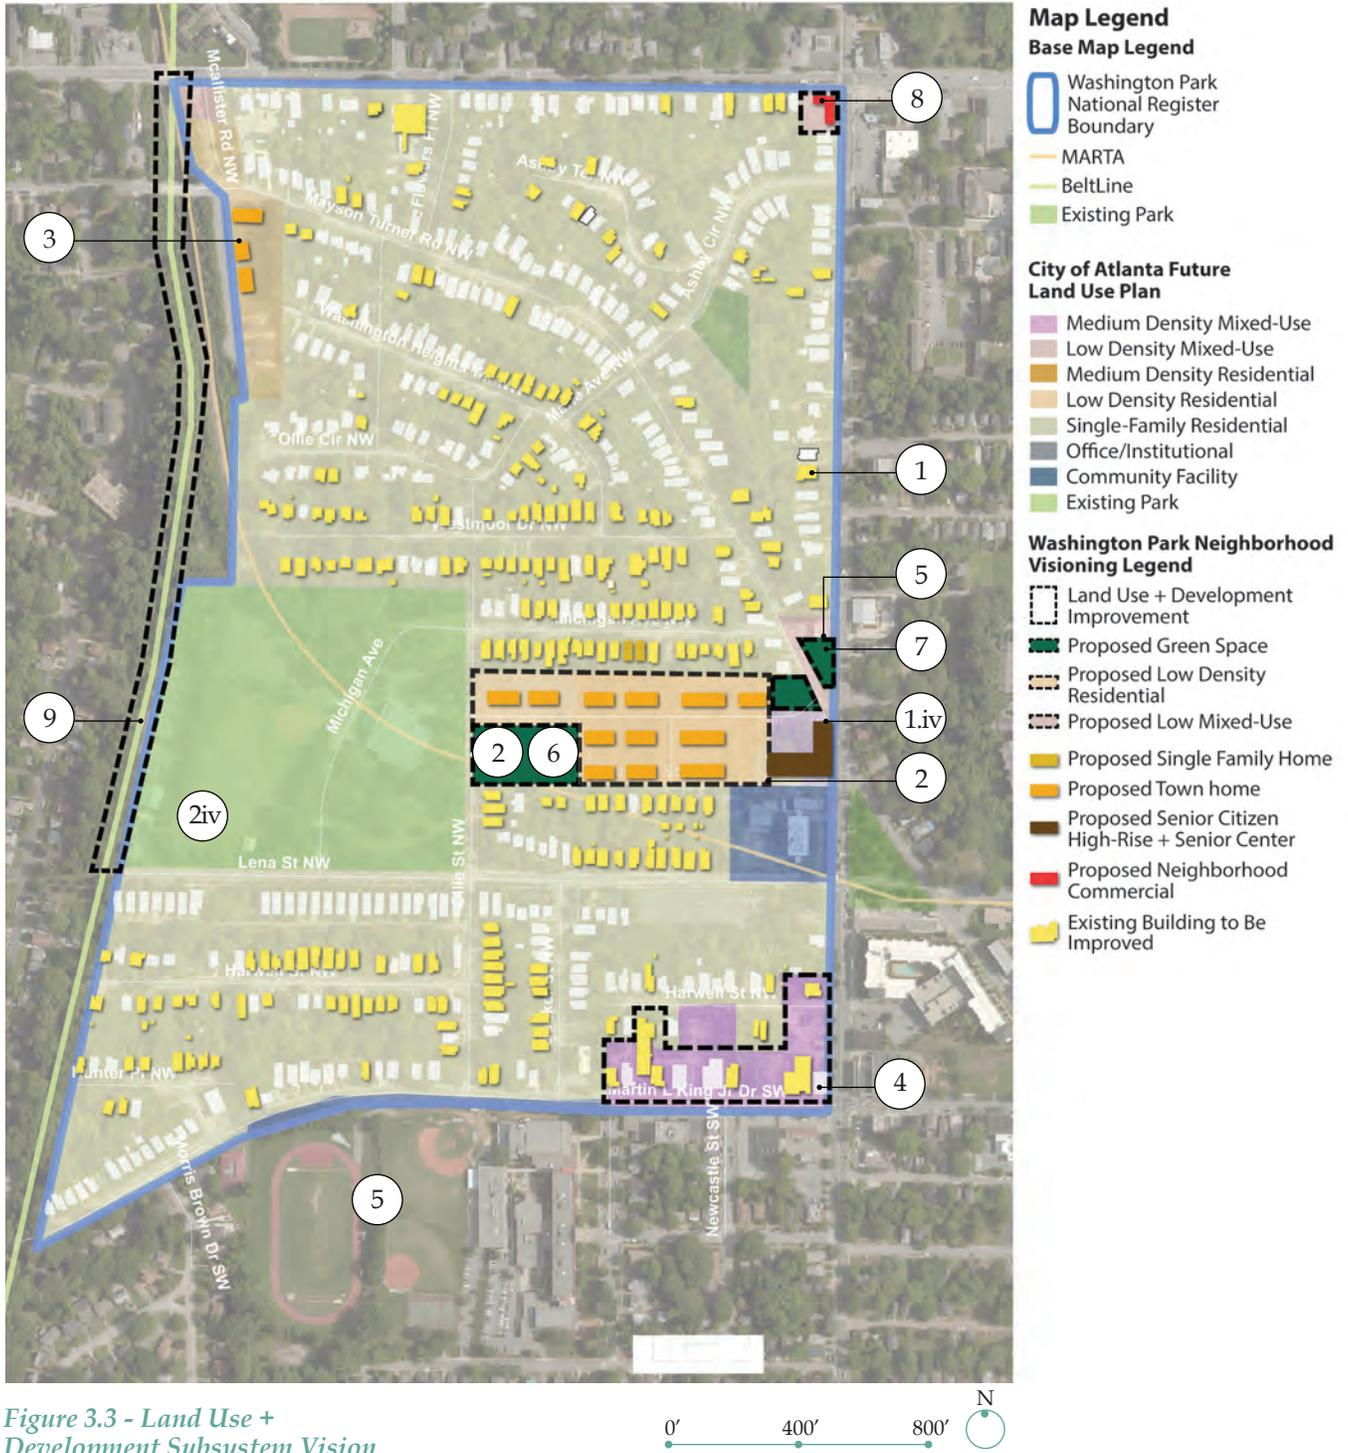 Mcallister Rd NW
8
Ashby Ter NW
Mayson Turner Rd NW
3
Ashby Cir NW
Washington Heights
Ollie Cir NW
1
Westmoor Dr NW
5
Michigan Ave NW
7
Michigan Ave
9
1.iv
2
6
2
2iv
Lena St NW
Ollie St NW
Harwell St NW
Harwell St NW
Hunter Pl NW
4
Martin L King Jr Dr SW
Morris Brown Dr SW
5
Newcastle St SW
Map Legend
Base Map Legend
Washington Park
National Register
Boundary
MARTA
BeltLine
Existing Park
City of Atlanta Future
Land Use Plan
Medium Density Mixed-Use
Low Density Mixed-Use
Medium Density Residential
Low Density Residential
Single-Family Residential
Office/Institutional
Community Facility
Existing Park
Washington Park Neighborhood
Visioning Legend
Land Use + Development
Improvement
Proposed Green Space
Proposed Low Density
Residential
Proposed Low Mixed-Use
Proposed Single Family Home
Proposed Town home
Proposed Senior Citizen
High-Rise + Senior Center
Proposed Neighborhood
Commercial
Existing Building to Be
Improved
Figure 3.3 - Land Use +
Development Subsystem Vision
0'
400'
800'
N